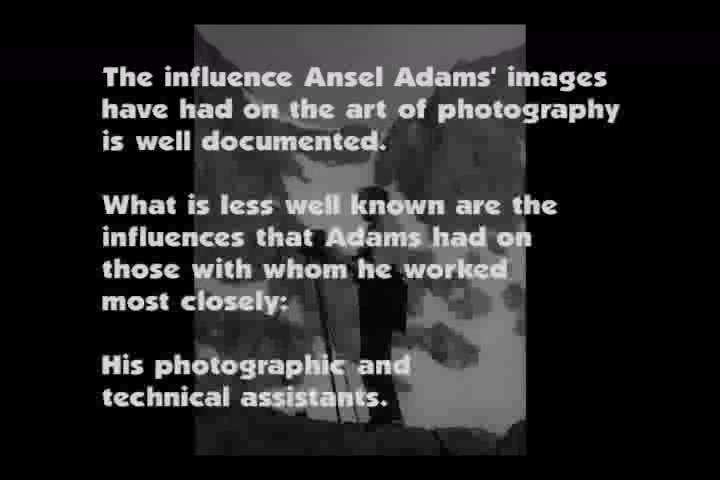 The influence Ansel Adams' images
have had on the art of photography
is well documented.
What is less well known are the
influences that Adams had on
those with whom he worked
most closely:
His photographic and
technical assistants.